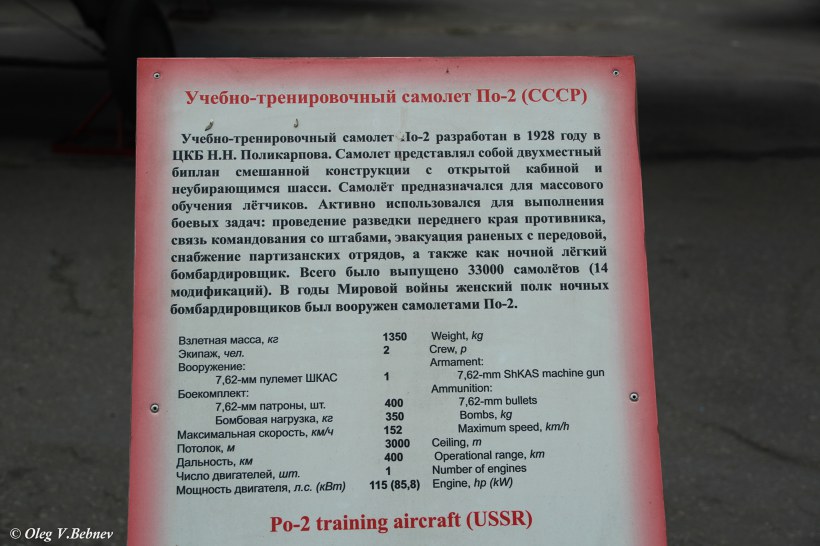 Учебно-тренировочный самолет По-2 (СССР)
Учебно-тренировочный самолет По-2 разработан в 1928 году в
ЦКБ Н.Н. Поликарпова. Самолет представлял собой двухместный
биплан смешанной конструкции с открытой кабиной и
неубирающимся шасси. Самолёт предназначался для массового
обучения лётчиков. Активно использовался для выполнения
боевых задач: проведение разведки переднего края противника,
связь командования со штабами, эвакуация раненых с передовой,
снабжение партизанских отрядов, а также как ночной лёгкий
бомбардировщик. Всего было выпущено 33000 самолётов (14
модификаций). В годы Мировой войны женский полк ночных
бомбардировщиков был вооружен самолетами По-2.
Взлетная масса, кг 1350 Weight, kg
Экипаж, чел. 2 Crew, p
Вооружение: Armament:
7,62-мм пулемет ШКАС 1 7,62-mm ShKAS machine gun
Боекомплект: Ammunition:
7,62-мм патроны, шт. 400 7,62-mm bullets
Бомбовая нагрузка, кг 350 Bombs, kg
Максимальная скорость, км/ч 152 Maximum speed, km/h
Потолок, м 3000 Ceiling, m
Дальность, км 400 Operational range, km
Число двигателей, шт. 1 Number of engines
Мощность двигателя, л.с. (кВт) 115 (85,8) Engine, hp (kW)
Po-2 training aircraft (USSR)
© Oleg V.Bebnev